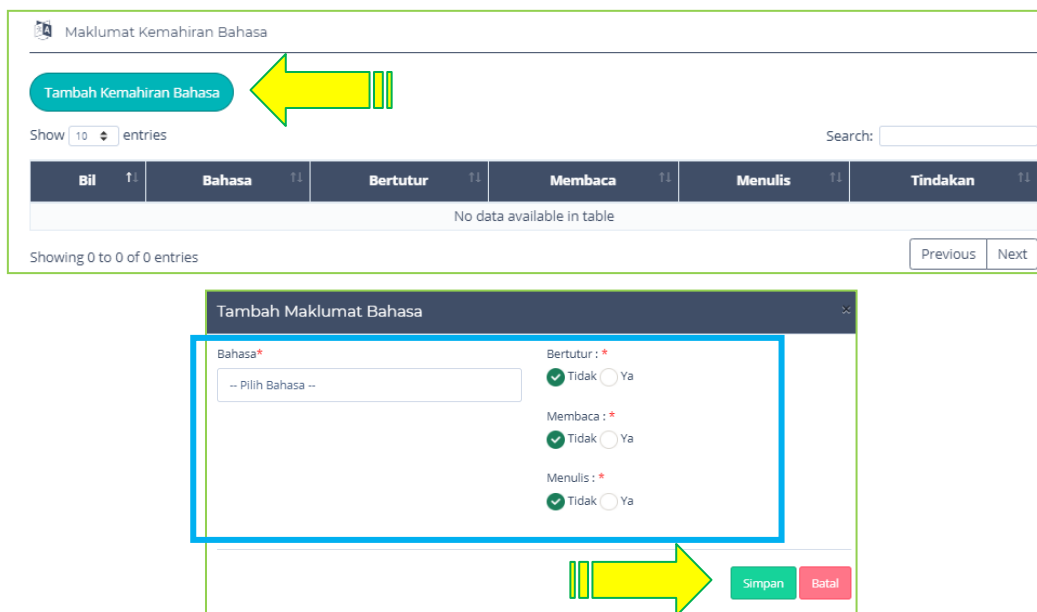 Maklumat Kemahiran Bahasa
Tambah Kemahiran Bahasa
Show 10 entries Search:
Bil Bahasa Bertutur Membaca Menulis Tindakan
No data available in table
Showing 0 to 0 of 0 entries Previous Next
Tambah Maklumat Bahasa ×
Bahasa* Bertutur : *
-- Pilih Bahasa -- Tidak Ya
Membaca : *
Tidak Ya
Menulis : *
Tidak Ya
Simpan Batal